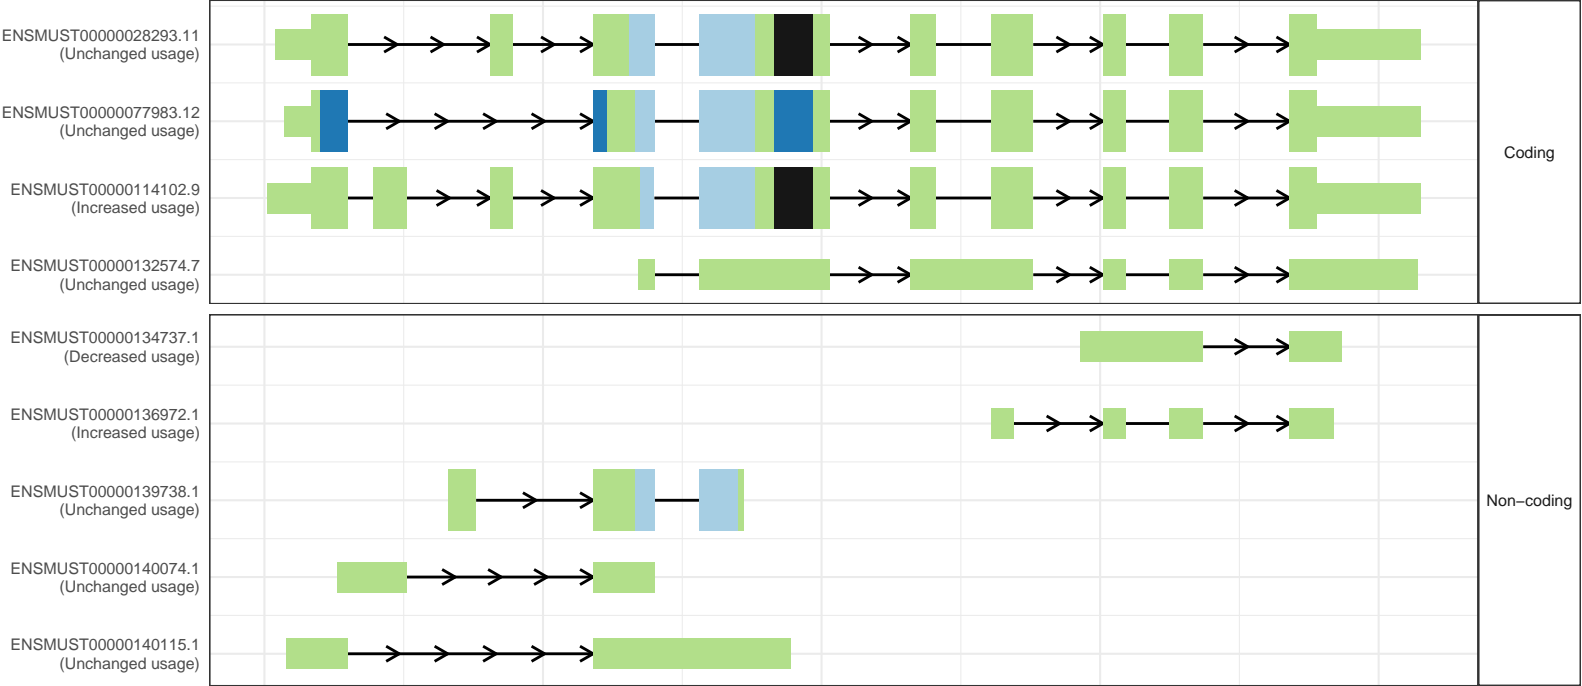 ENSMUST00000028293.11
(Unchanged usage)
ENSMUST00000077983.12
(Unchanged usage)
ENSMUST00000114102.9
(Increased usage)
ENSMUST00000132574.7
(Unchanged usage)
Coding
ENSMUST00000134737.1
(Decreased usage)
ENSMUST00000136972.1
(Increased usage)
ENSMUST00000139738.1
(Unchanged usage)
ENSMUST00000140074.1
(Unchanged usage)
ENSMUST00000140115.1
(Unchanged usage)
Non−coding